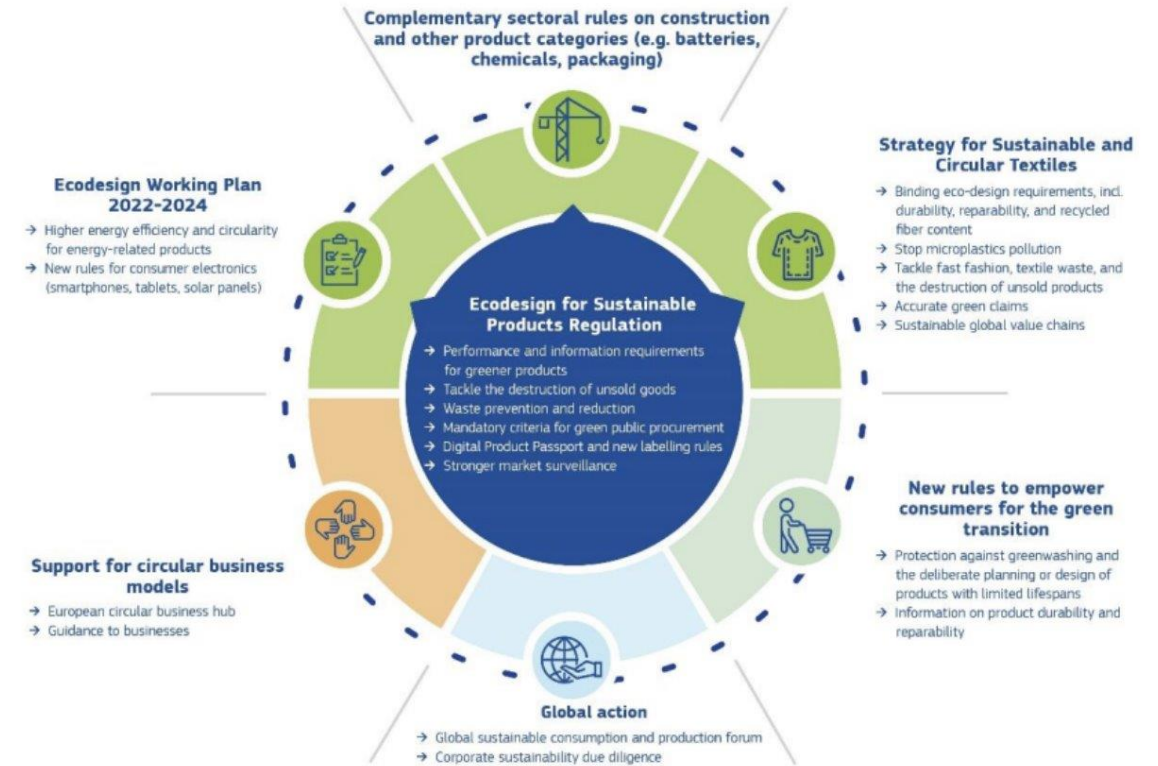 Complementary sectoral rules on construction
and other product categories (e.g. batteries,
chemicals, packaging)
Ecodesign Working Plan
2022-2024
→ Higher energy efficiency and circularity
for energy-related products
→ New rules for consumer electronics
(smartphones, tablets, solar panels)
Strategy for Sustainable and
Circular Textiles
→ Binding eco-design requirements, incl.
durability, reparability, and recycled
fiber content
→ Stop microplastics pollution
→ Tackle fast fashion, textile waste, and
the destruction of unsold products
→ Accurate green claims
→ Sustainable global value chains
Ecodesign for Sustainable
Products Regulation
→ Performance and information requirements
for greener products
→ Tackle the destruction of unsold goods
→ Waste prevention and reduction
→ Mandatory criteria for green public procurement
→ Digital Product Passport and new labelling rules
→ Stronger market surveillance
New rules to empower
consumers for the green
transition
→ Protection against greenwashing and
the deliberate planning or design of
products with limited lifespans
→ Information on product durability and
reparability
Support for circular business
models
→ European circular business hub
→ Guidance to businesses
Global action
→ Global sustainable consumption and production forum
→ Corporate sustainability due diligence